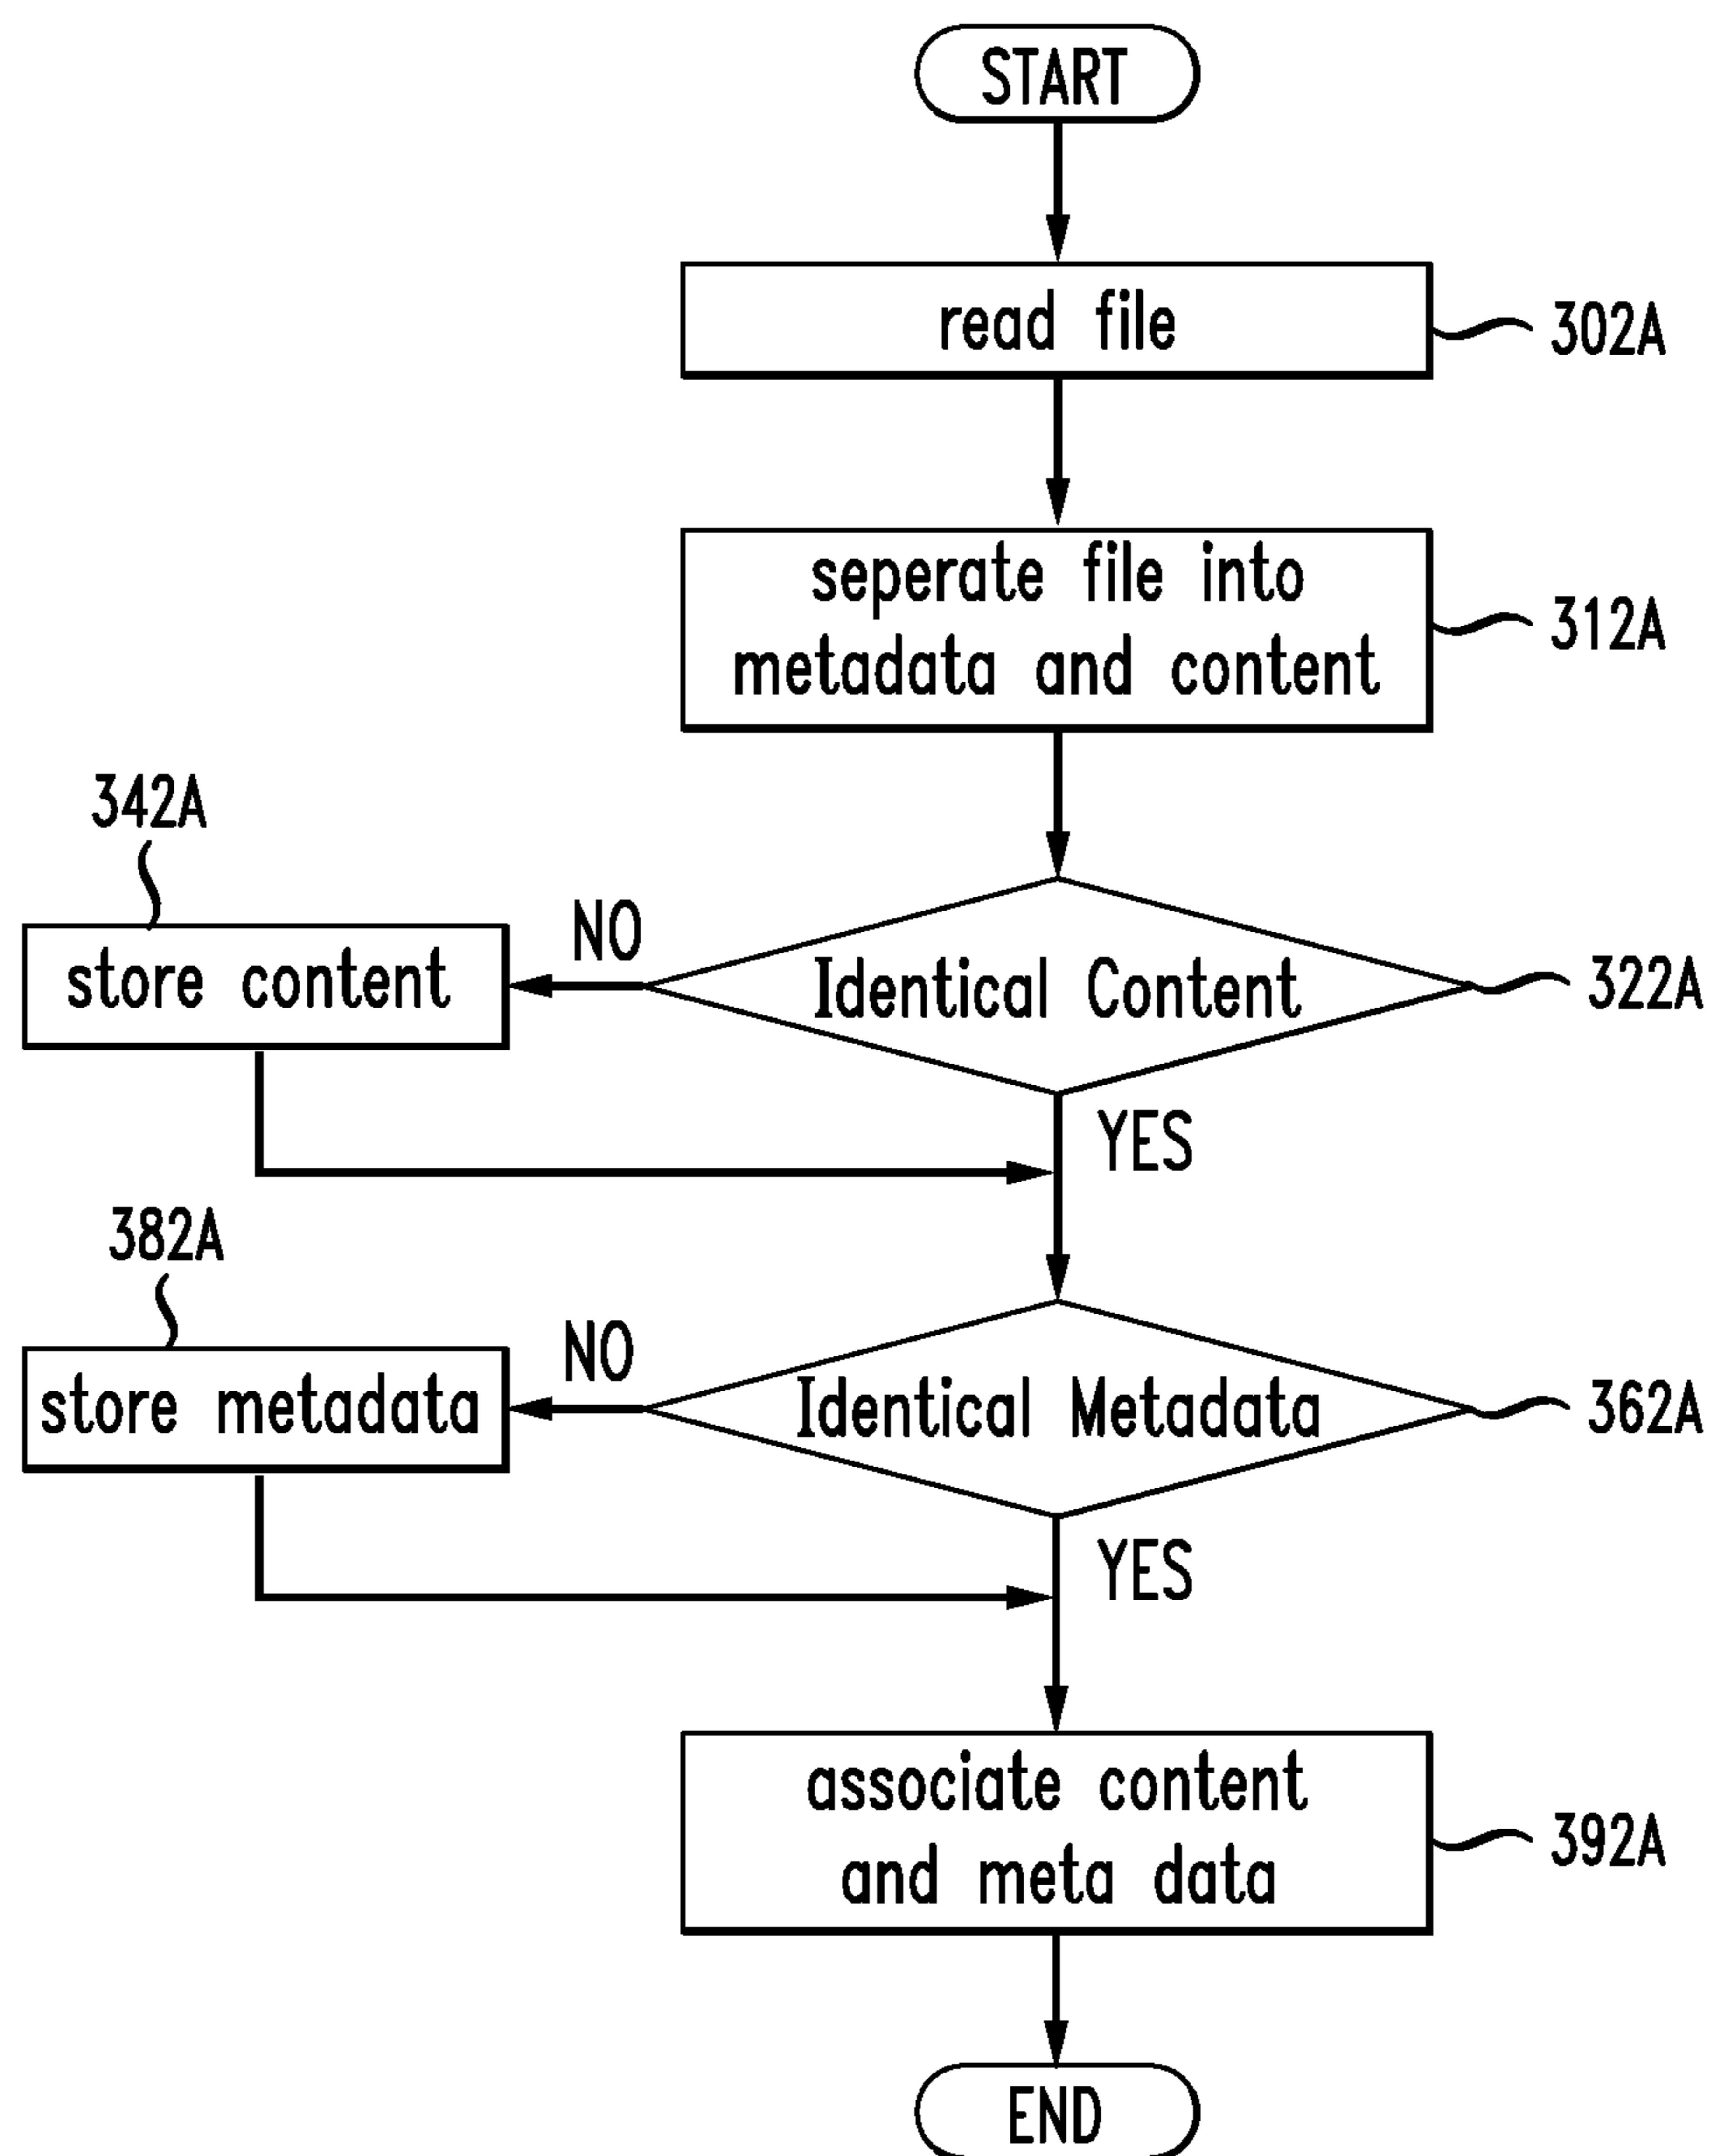 START
read file
302A
seperate file into
metadata and content
312A
342A
store content
NO
Identical Content
322A
YES
382A
store metadata
NO
Identical Metadata
362A
YES
associate content
and meta data
392A
END